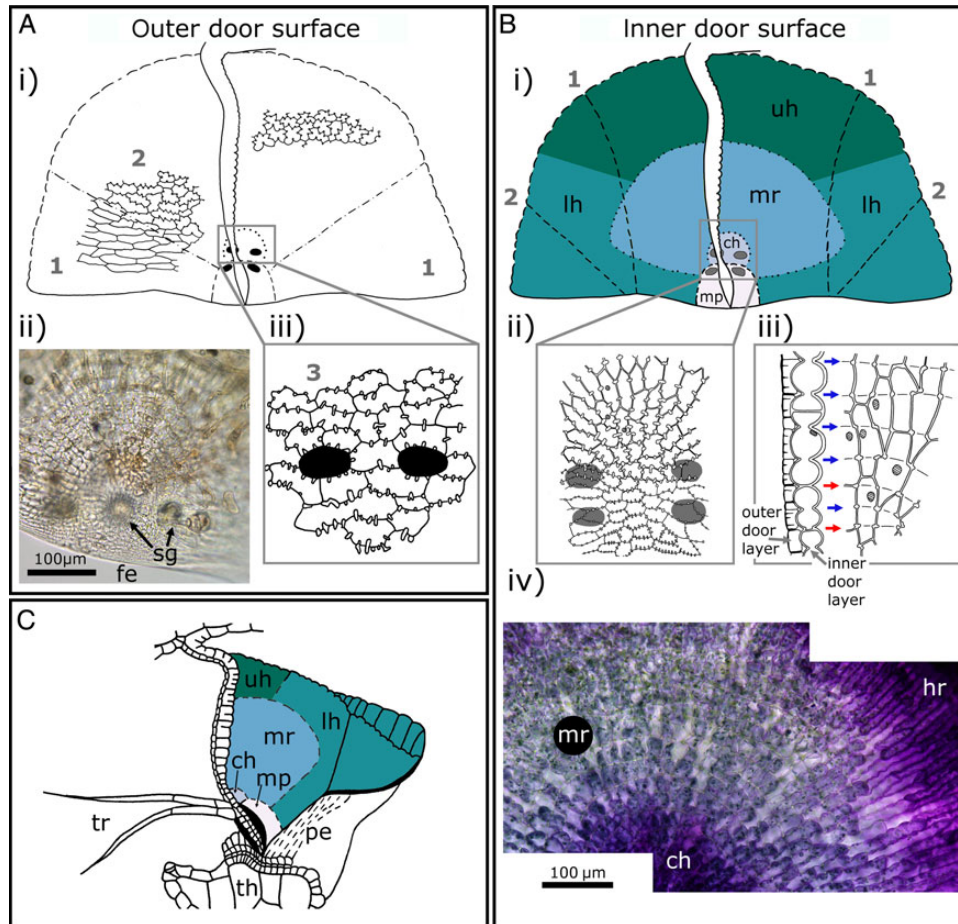 A
Outer door surface
i)
2
1
1
ii)
iii)
3
sg
fe
100µm
B
Inner door surface
i)
1
1
uh
2
2
lh
mr
lh
ch
mp
ii)
iii)
outer
door
layer
inner
door
layer
iv)
hr
mr
ch
100 µm
C
uh
lh
mr
ch
mp
tr
pe
th